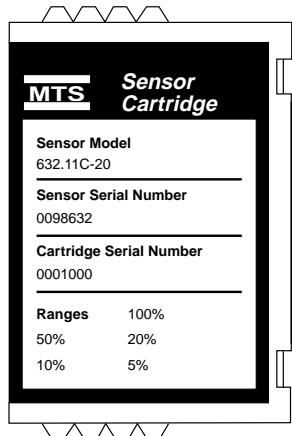 MTS
Sensor
Cartridge
Sensor Model
632.11C-20
Sensor Serial Number
0098632
Cartridge Serial Number
0001000
Ranges 100%
50% 20%
10% 5%